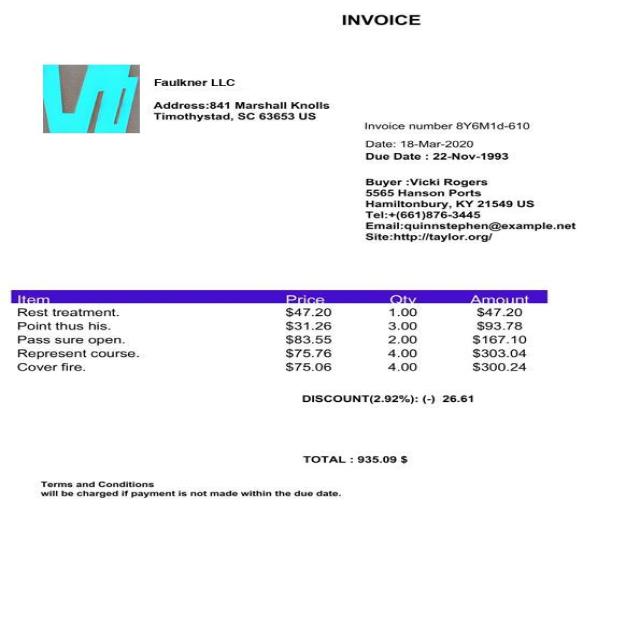 INVOICE
Faulkner LLC
Address:841 Marshall Knolls
Timothystad, SC 63653 US
Invoice number 8Y6M1d-610
Date: 18-Mar-2020
Due Date : 22-Nov-1993
Buyer :Vicki Rogers
5565 Hanson Ports
Hamiltonbury, KY 21549 US
Tel:+(661)876-3445
Email:quinnstephen@example.net
Site:http://taylor.org/
Item Price Qty Amount
Rest treatment. $47.20 1.00 $47.20
Point thus his. $31.26 3.00 $93.78
Pass sure open. $83.55 2.00 $167.10
Represent course. $75.76 4.00 $303.04
Cover fire. $75.06 4.00 $300.24
DISCOUNT(2.92%): (-) 26.61
TOTAL : 935.09 $
Terms and Conditions
will be charged if payment is not made within the due date.